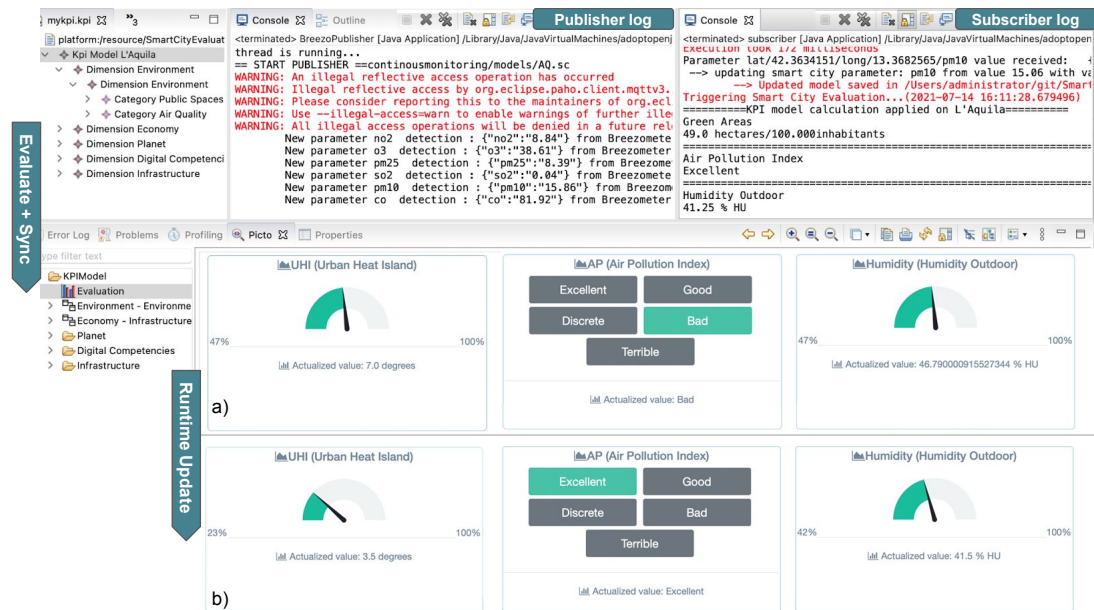 mykpi.kpi
3
platform:/resource/SmartCityEvaluat
Kpi Model L'Aquila
Dimension Environment
Dimension Environment
Category Public Spaces
Category Air Quality
Dimension Economy
Dimension Planet
Dimension Digital Competenci
Dimension Infrastructure
Console
Outline
Publisher log
<terminated> BreezoPublisher [Java Application] /Library/Java/JavaVirtualMachines/adoptopenj
thread is running...
== START PUBLISHER ==continousmonitoring/models/AQ.sc
WARNING: An illegal reflective access operation has occurred
WARNING: Illegal reflective access by org.eclipse.paho.client.mqttv3.
WARNING: Please consider reporting this to the maintainers of org.ecl
WARNING: Use --illegal-access=warn to enable warnings of further ille
WARNING: All illegal access operations will be denied in a future rel
New parameter no2 detection : {"no2":"8.84"} from Breezomete
New parameter o3 detection : {"o3":"38.61"} from Breezometer
New parameter pm25 detection : {"pm25":"8.39"} from Breezome
New parameter so2 detection : {"so2":"0.04"} from Breezomete
New parameter pm10 detection : {"pm10":"15.86"} from Breezom
New parameter co detection : {"co":"81.92"} from Breezometer
Console
Subscriber log
<terminated> subscriber [Java Application] /Library/Java/JavaVirtualMachines/adoptopen
Execution took 172 milliseconds
Parameter lat/42.3634151/long/13.3682565/pm10 value received: {
--> updating smart city parameter: pm10 from value 15.06 with va
--> Updated model saved in /Users/administrator/git/Smart
Triggering Smart City Evaluation...(2021-07-14 16:11:28.679496)
==========KPI model calculation applied on L'Aquila==========
Green Areas
49.0 hectares/100.000inhabitants
Air Pollution Index
Excellent
Humidity Outdoor
41.25 % HU
Evaluate + Sync
Error Log
Problems
Profiling
Picto
Properties
ype filter text
KPIModel
Evaluation
Environment - Environme
Economy - Infrastructure
Planet
Digital Competencies
Infrastructure
Runtime Update
UHI (Urban Heat Island)
47%
100%
Actualized value: 7.0 degrees
a)
AP (Air Pollution Index)
Excellent
Good
Discrete
Bad
Terrible
Actualized value: Bad
Humidity (Humidity Outdoor)
47%
100%
Actualized value: 46.790000915527344 % HU
UHI (Urban Heat Island)
23%
100%
Actualized value: 3.5 degrees
b)
AP (Air Pollution Index)
Excellent
Good
Discrete
Bad
Terrible
Actualized value: Excellent
Humidity (Humidity Outdoor)
42%
100%
Actualized value: 41.5 % HU